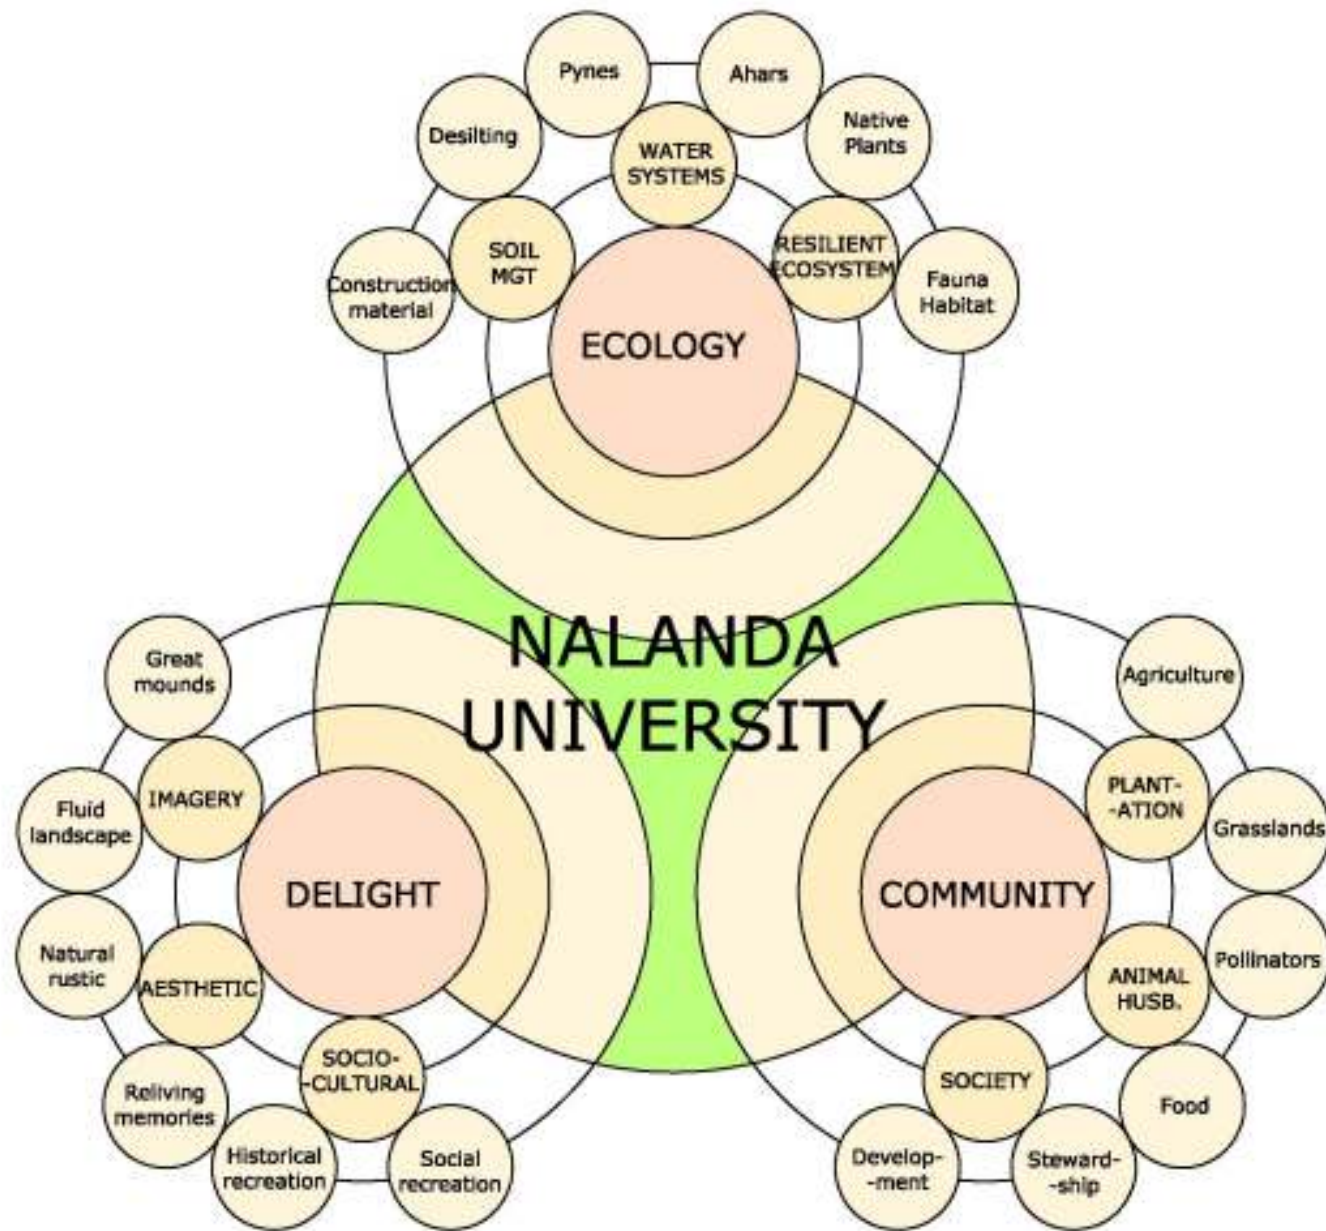 Pynes
Ahars
Desilting
Native
Plants
WATER
SYSTEMS
SOIL
MGT
RESILIENT
ECOSYSTEM
Construction
material
Fauna
Habitat
ECOLOGY
NALANDA
UNIVERSITY
Great
mounds
Fluid
landscape
IMAGERY
Natural
rustic
AESTHETIC
DELIGHT
Reliving
memories
SOCIO-
-CULTURAL
Historical
recreation
Social
recreation
Agriculture
PLANT-
-ATION
Grasslands
COMMUNITY
Pollinators
ANIMAL
HUSB.
SOCIETY
Food
Develop-
-ment
Steward-
-ship